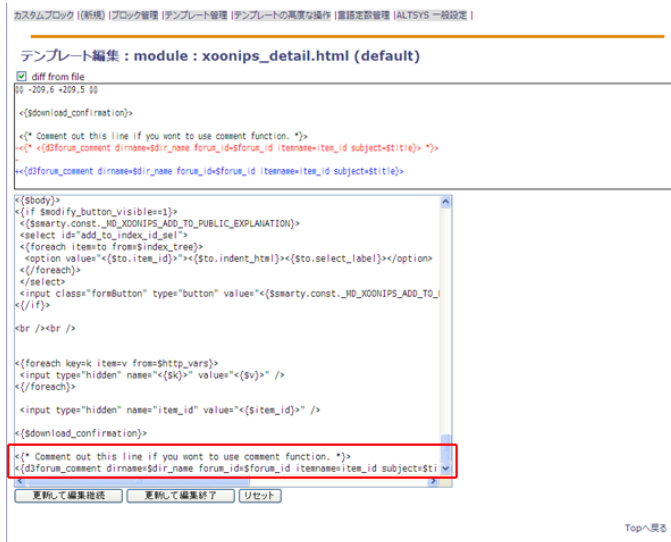 カスタムブロック |(新規) |ブロック管理 |テンプレート管理 |テンプレートの高度な操作 |言語定数管理 |ALTSYS 一般設定 |
テンプレート編集 : module : xoonips_detail.html (default)
diff from file
@@ -209,6 +209,5 @@
<{$download_confirmation}>
<{* Comment out this line if you wont to use comment function. *}>
-<{* <{d3forum_comment dirname=$dir_name forum_id=$forum_id itemname=item_id subject=$title}> *}>
-
+<{d3forum_comment dirname=$dir_name forum_id=$forum_id itemname=item_id subject=$title}>
<{$body}>
<{if $modify_button_visible==1}>
<{$smarty.const._MD_XOONIPS_ADD_TO_PUBLIC_EXPLANATION}>
<select id="add_to_index_id_sel">
<{foreach item=to from=$index_tree}>
<option value="<{$to.item_id}>"><{$to.indent_html}><{$to.select_label}></option>
<{/foreach}>
</select>
<input class="formButton" type="button" value="<{$smarty.const._MD_XOONIPS_ADD_TO_
<{/if}>
<br /><br />
<{foreach key=k item=v from=$http_vars}>
<input type="hidden" name="<{$k}>" value="<{$v}>" />
<{/foreach}>
<input type="hidden" name="item_id" value="<{$item_id}>" />
<{$download_confirmation}>
<{* Comment out this line if you wont to use comment function. *}>
<{d3forum_comment dirname=$dir_name forum_id=$forum_id itemname=item_id subject=$ti
更新して編集継続 更新して編集終了 リセット
Topへ戻る